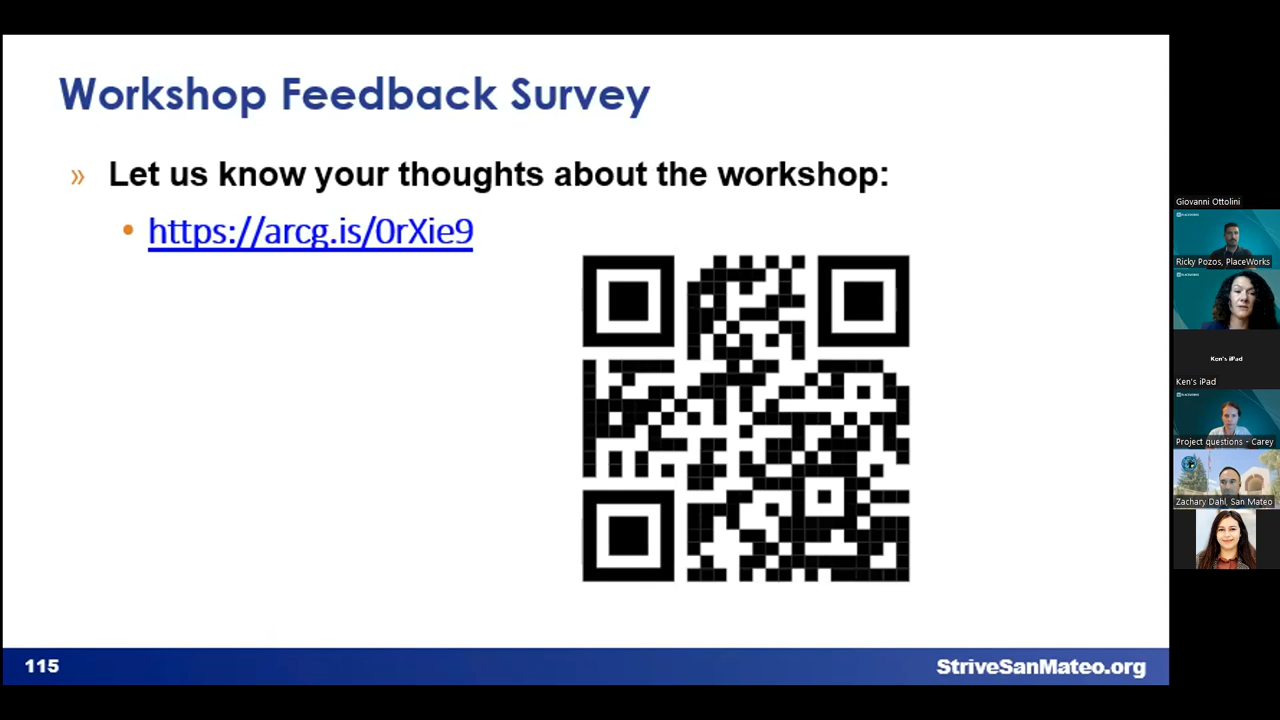 Workshop Feedback Survey
» Let us know your thoughts about the workshop:
• https://arcg.is/0rXie9
115
StriveSanMateo.org
Giovanni Ottolini
Ricky Pozos, PlaceWorks
Ken's iPad
Ken's iPad
Project questions - Carey
Zachary Dahl, San Mateo